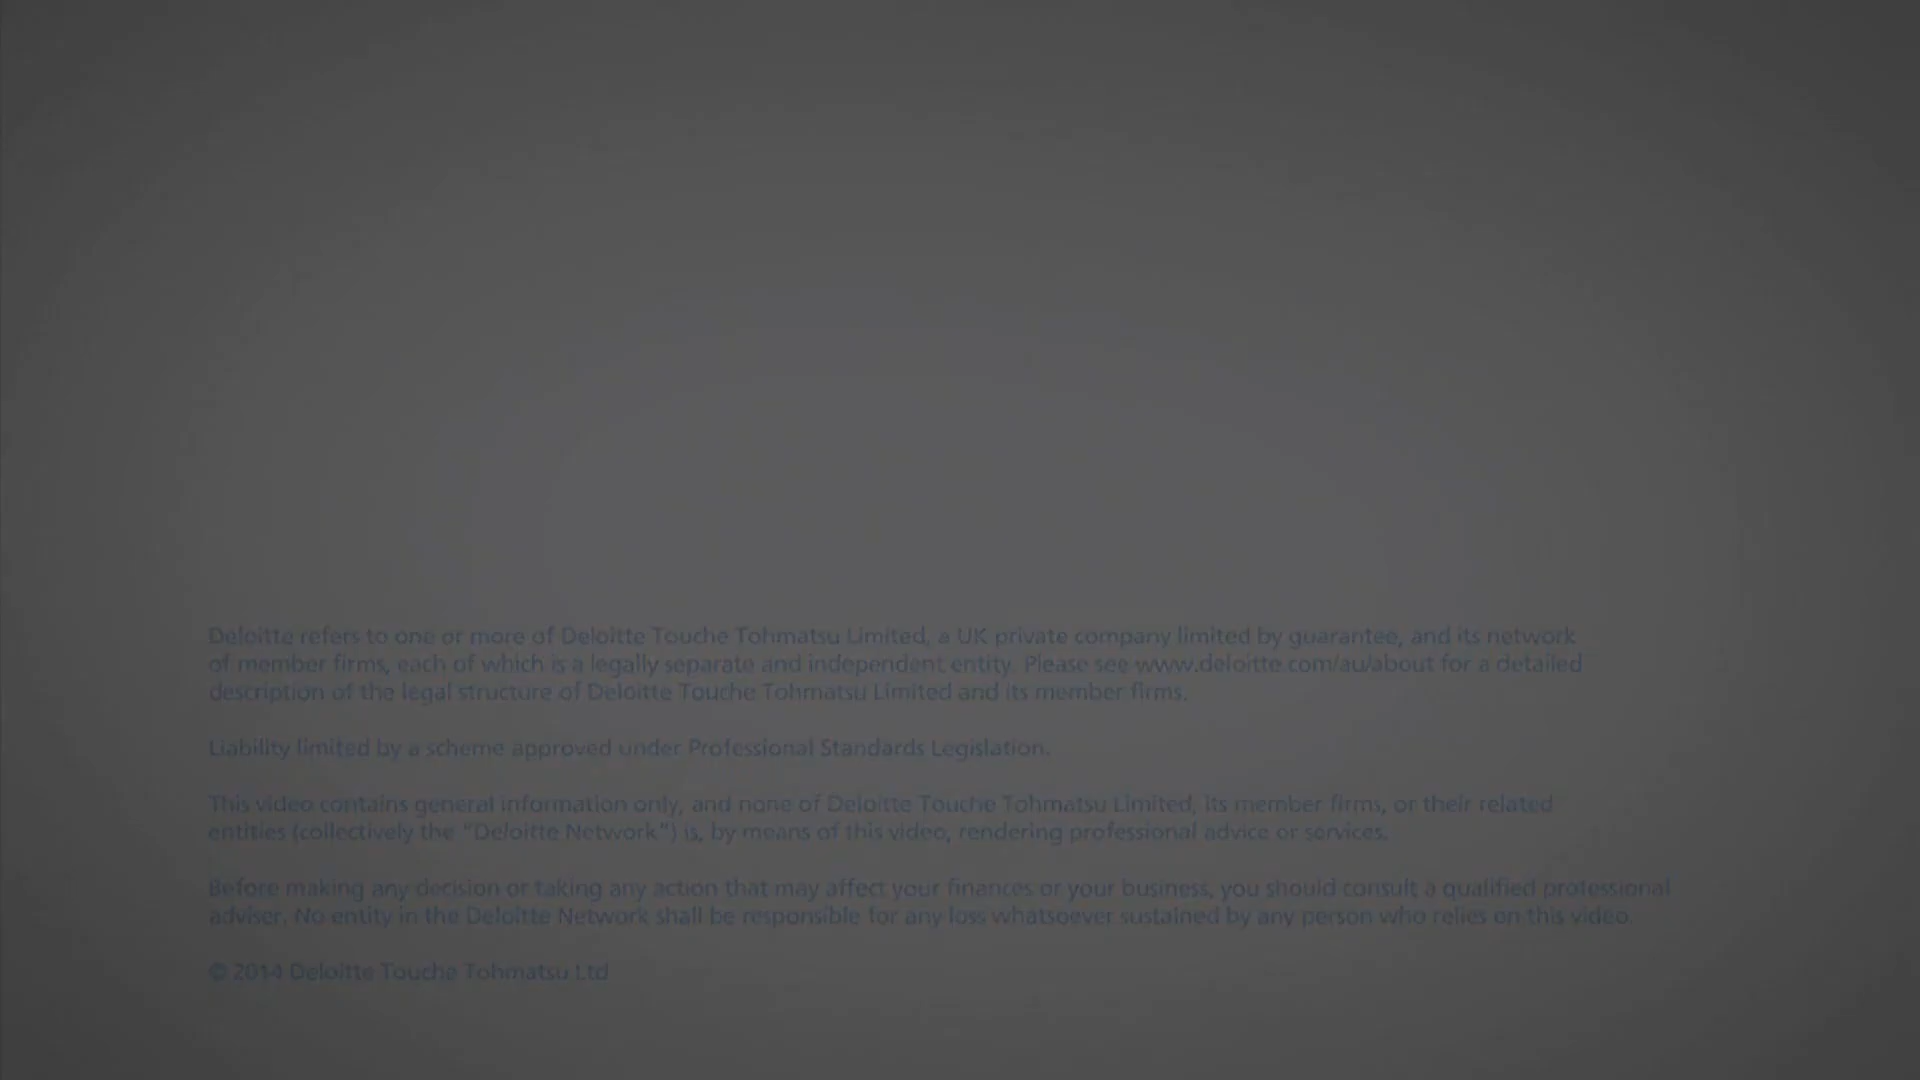 Deloitte refers to one or more of Deloitte Touche Tohmatsu Limited, a UK private company limited by guarantee, and its network
of member firms, each of which is a legally separate and independent entity. Please see www.deloitte.com/au/about for a detailed
description of the legal structure of Deloitte Touche Tohmatsu Limited and its member firms.
Liability limited by a scheme approved under Professional Standards Legislation.
This video contains general information only, and none of Deloitte Touche Tohmatsu Limited, its member firms, or their related
entities (collectively the “Deloitte Network”) is, by means of this video, rendering professional advice or services.
Before making any decision or taking any action that may affect your finances or your business, you should consult a qualified professional
adviser. No entity in the Deloitte Network shall be responsible for any loss whatsoever sustained by any person who relies on this video.
© 2014 Deloitte Touche Tohmatsu Ltd